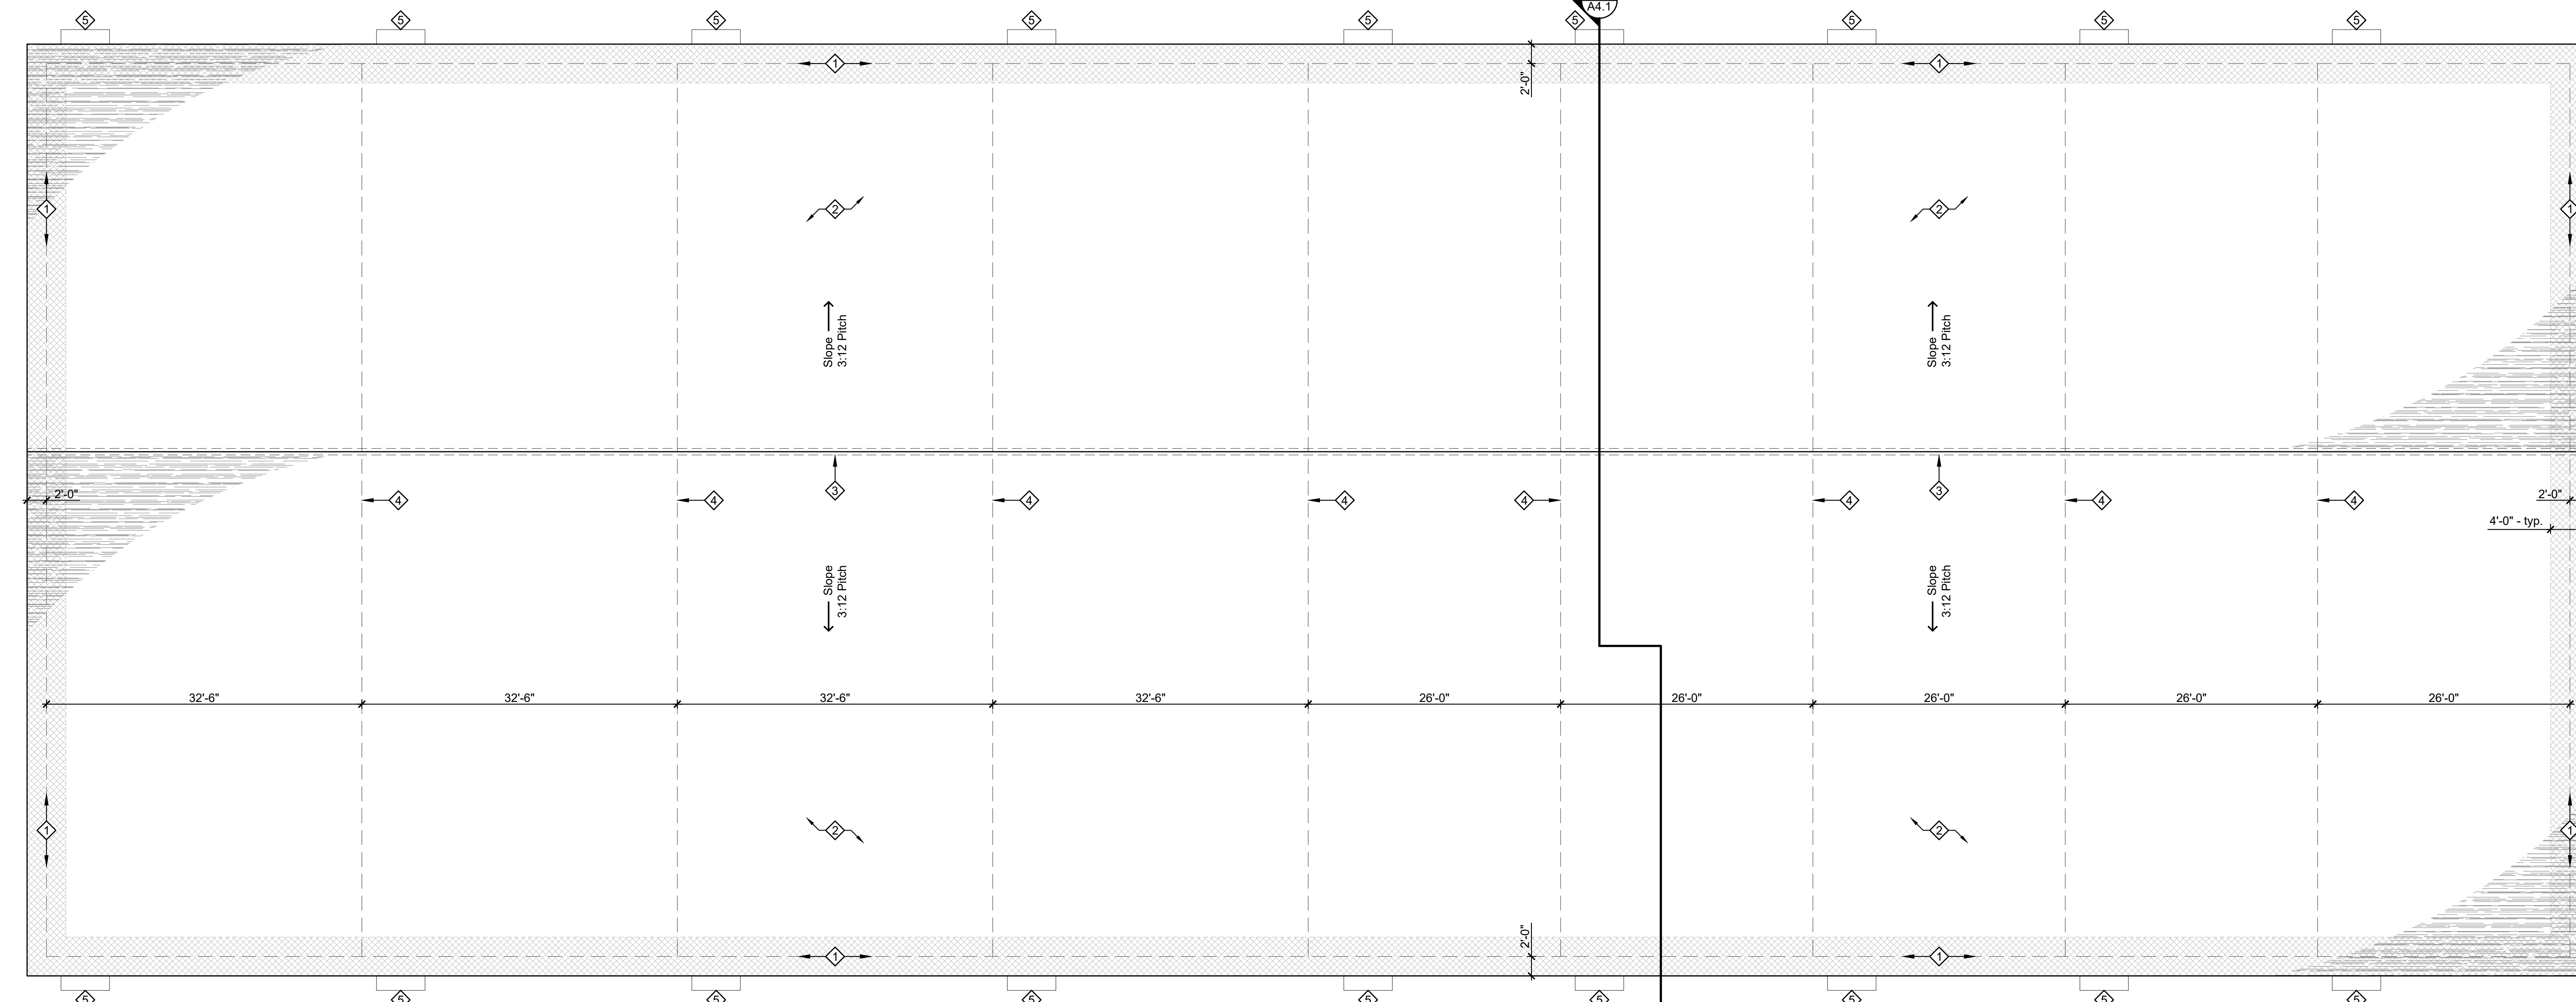 5 5 5 5 5 5 5 5 5
A4.1
1 1
2'-0"
1 2 2 1
Slope
3:12 Pitch
Slope
3:12 Pitch
2'-0" 4 4 3 4 4 4 4 3 4 4 2'-0"
4'-0" - typ.
Slope
3:12 Pitch
Slope
3:12 Pitch
32'-6" 32'-6" 32'-6" 32'-6" 26'-0" 26'-0" 26'-0" 26'-0" 26'-0"
1 2 2 1
2'-0"
1 1
5 5 5 5 5 5 5 5 5